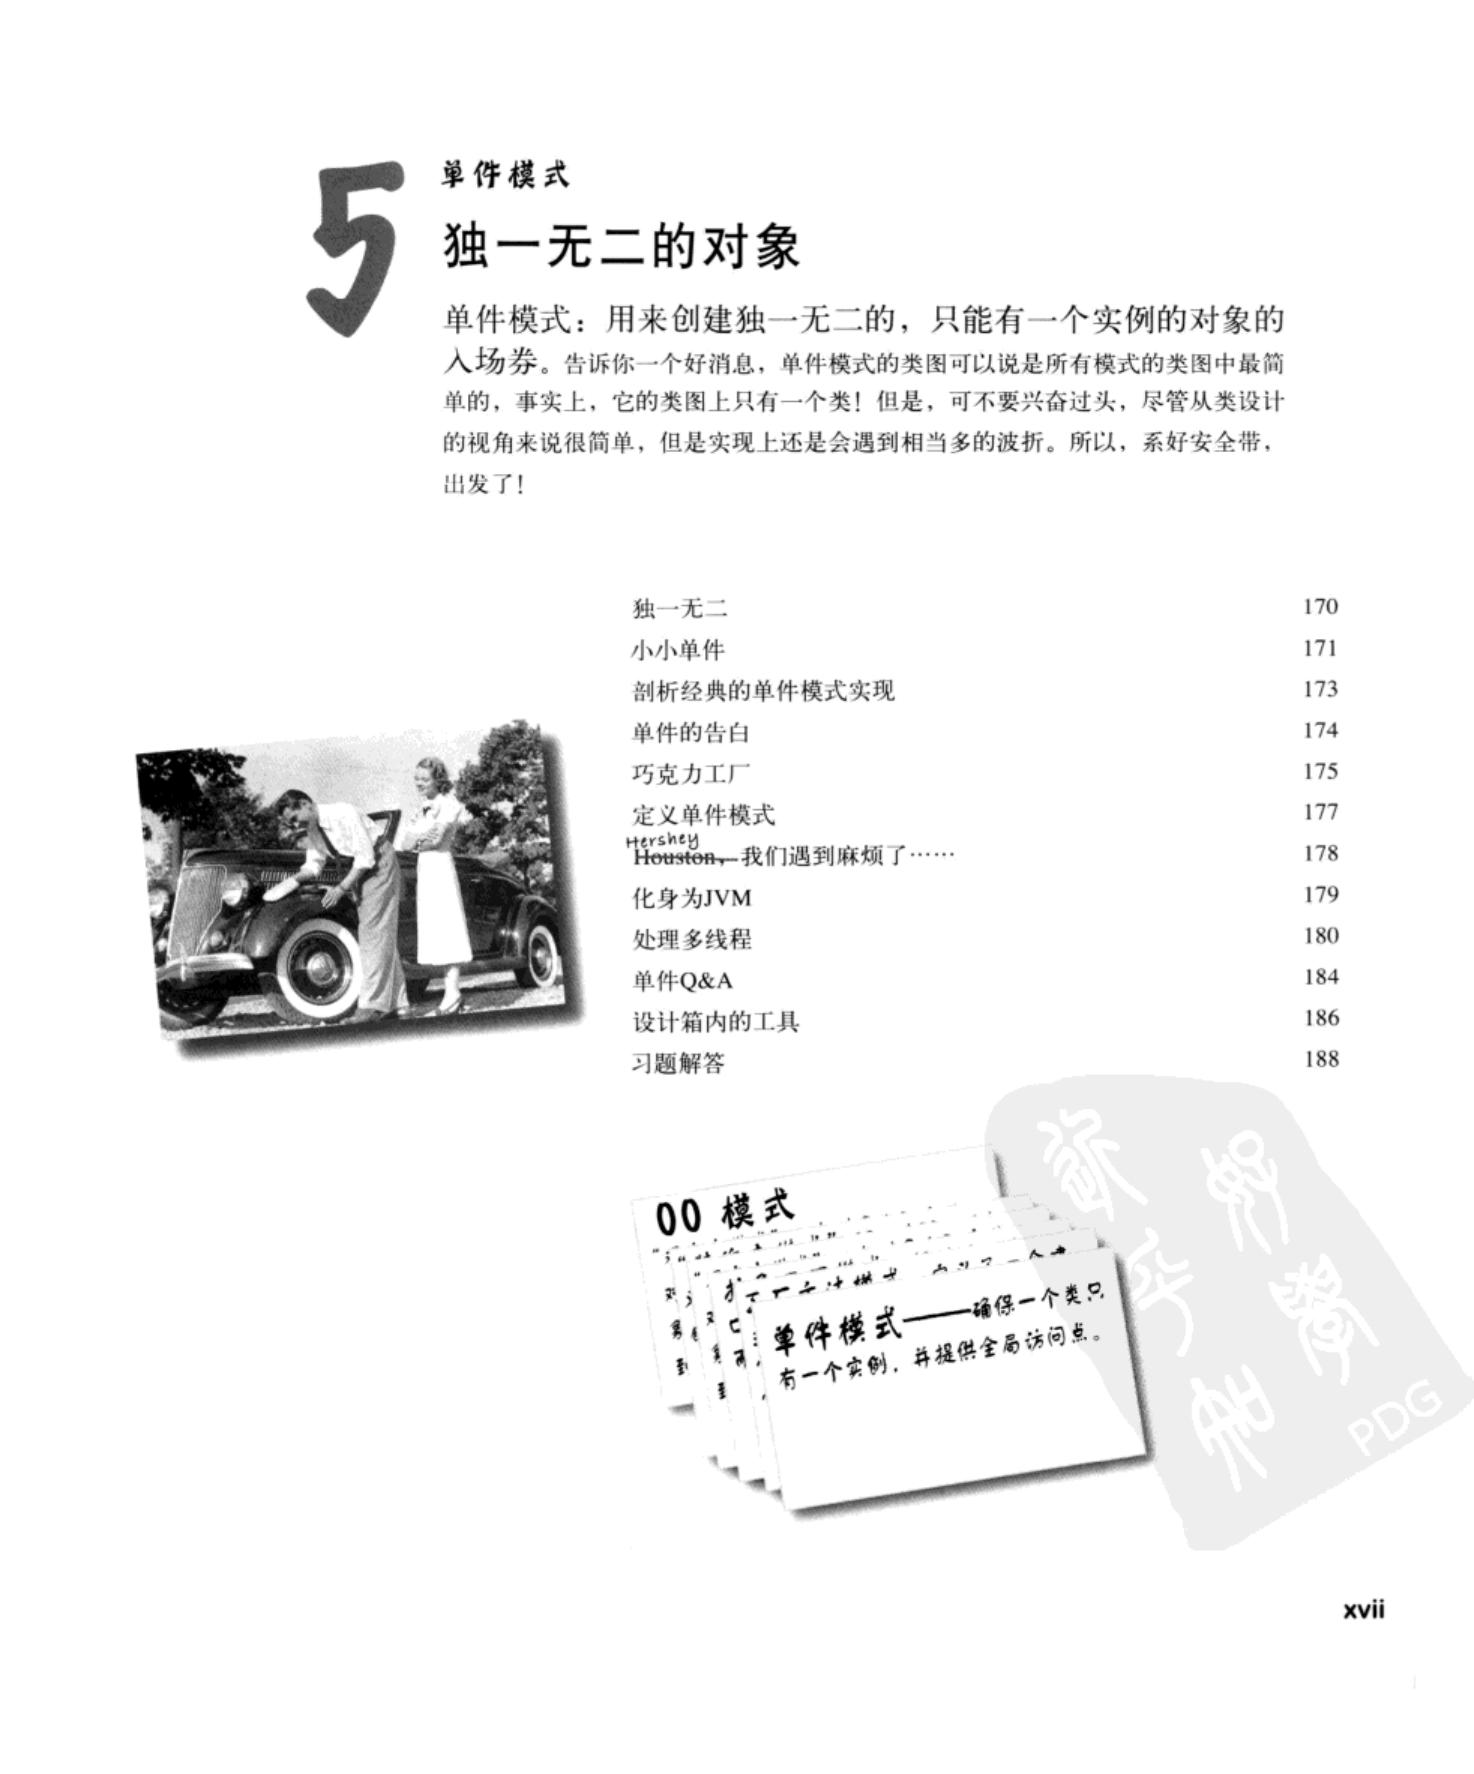 5
单件模式
独一无二的对象
单件模式：用来创建独一无二的，只能有一个实例的对象的
入场券。告诉你一个好消息，单件模式的类图可以说是所有模式的类图中最简
单的，事实上，它的类图上只有一个类！但是，可不要兴奋过头，尽管从类设计
的视角来说很简单，但是实现上还是会遇到相当多的波折。所以，系好安全带，
出发了！
独一无二 170
小小单件 171
剖析经典的单件模式实现 173
单件的告白 174
巧克力工厂 175
定义单件模式 177
Hershey
Houston，我们遇到麻烦了…… 178
化身为JVM 179
处理多线程 180
单件Q&A 184
设计箱内的工具 186
习题解答 188
OO 模式
单件模式——确保一个类只
有一个实例，并提供全局访问点。
PDG
xvii